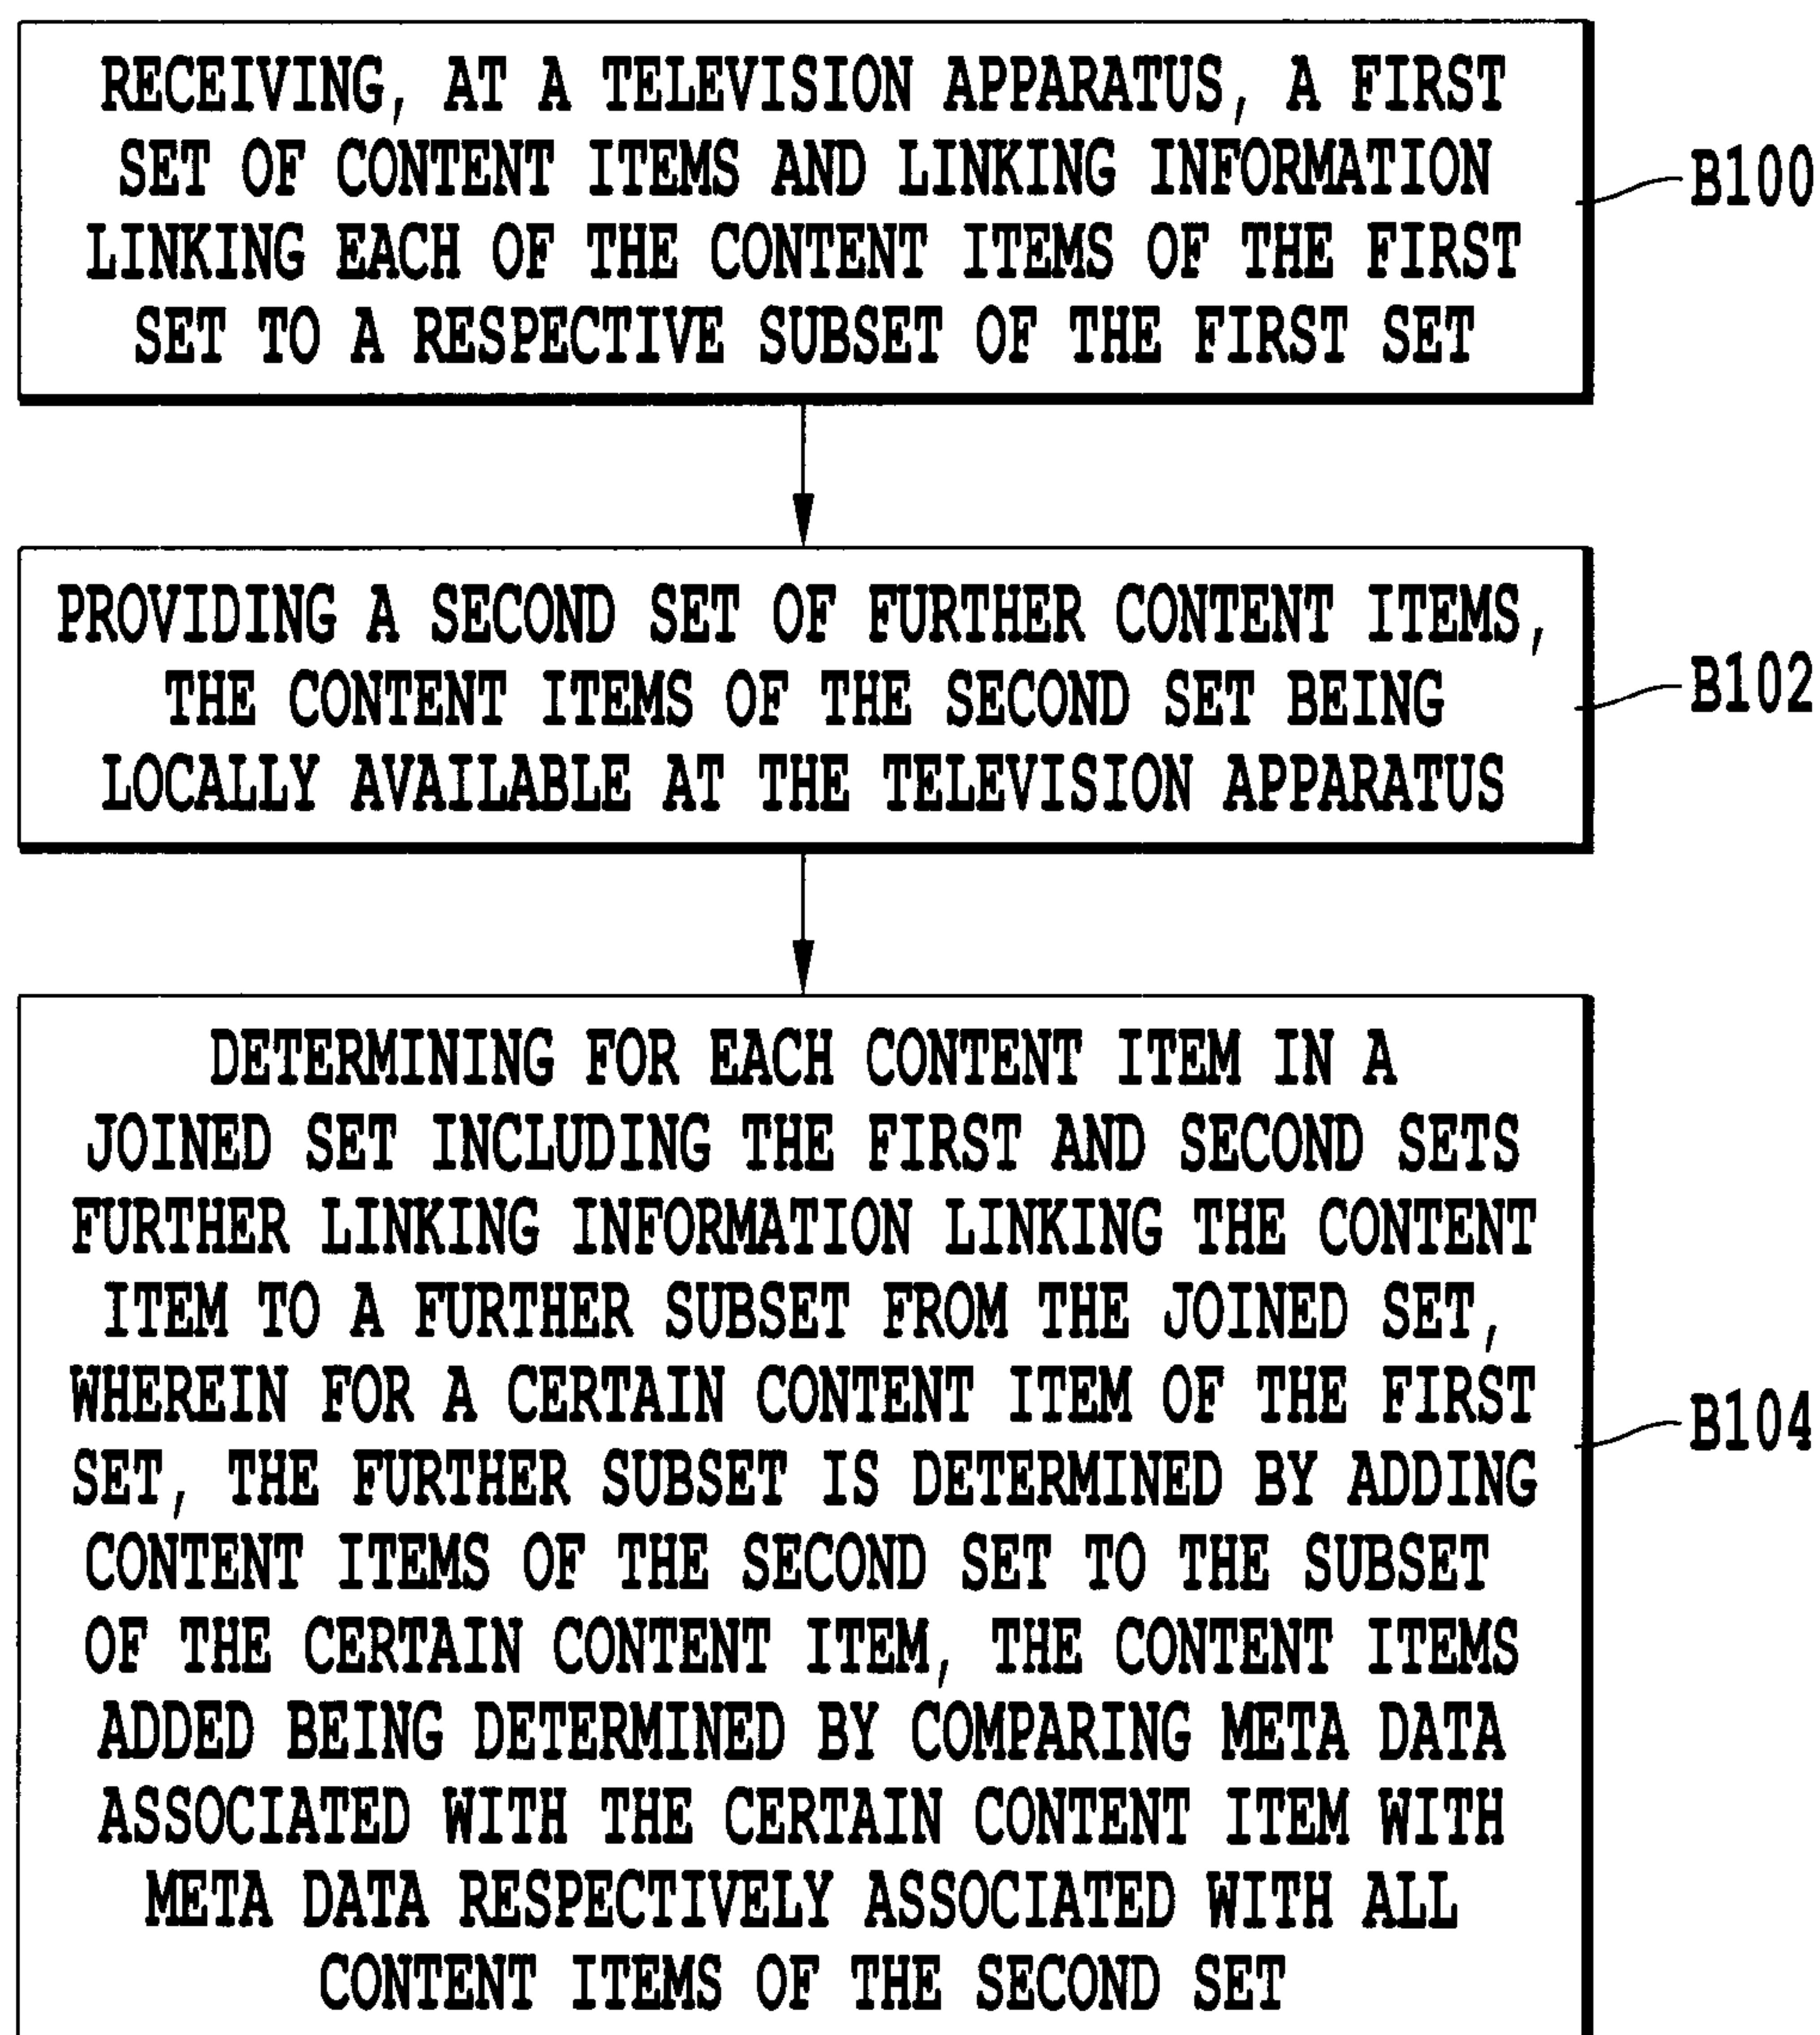 RECEIVING, AT A TELEVISION APPARATUS, A FIRST
SET OF CONTENT ITEMS AND LINKING INFORMATION
LINKING EACH OF THE CONTENT ITEMS OF THE FIRST
SET TO A RESPECTIVE SUBSET OF THE FIRST SET
B100
PROVIDING A SECOND SET OF FURTHER CONTENT ITEMS,
THE CONTENT ITEMS OF THE SECOND SET BEING
LOCALLY AVAILABLE AT THE TELEVISION APPARATUS
B102
DETERMINING FOR EACH CONTENT ITEM IN A
JOINED SET INCLUDING THE FIRST AND SECOND SETS
FURTHER LINKING INFORMATION LINKING THE CONTENT
ITEM TO A FURTHER SUBSET FROM THE JOINED SET,
WHEREIN FOR A CERTAIN CONTENT ITEM OF THE FIRST
SET, THE FURTHER SUBSET IS DETERMINED BY ADDING
CONTENT ITEMS OF THE SECOND SET TO THE SUBSET
OF THE CERTAIN CONTENT ITEM, THE CONTENT ITEMS
ADDED BEING DETERMINED BY COMPARING META DATA
ASSOCIATED WITH THE CERTAIN CONTENT ITEM WITH
META DATA RESPECTIVELY ASSOCIATED WITH ALL
CONTENT ITEMS OF THE SECOND SET
B104